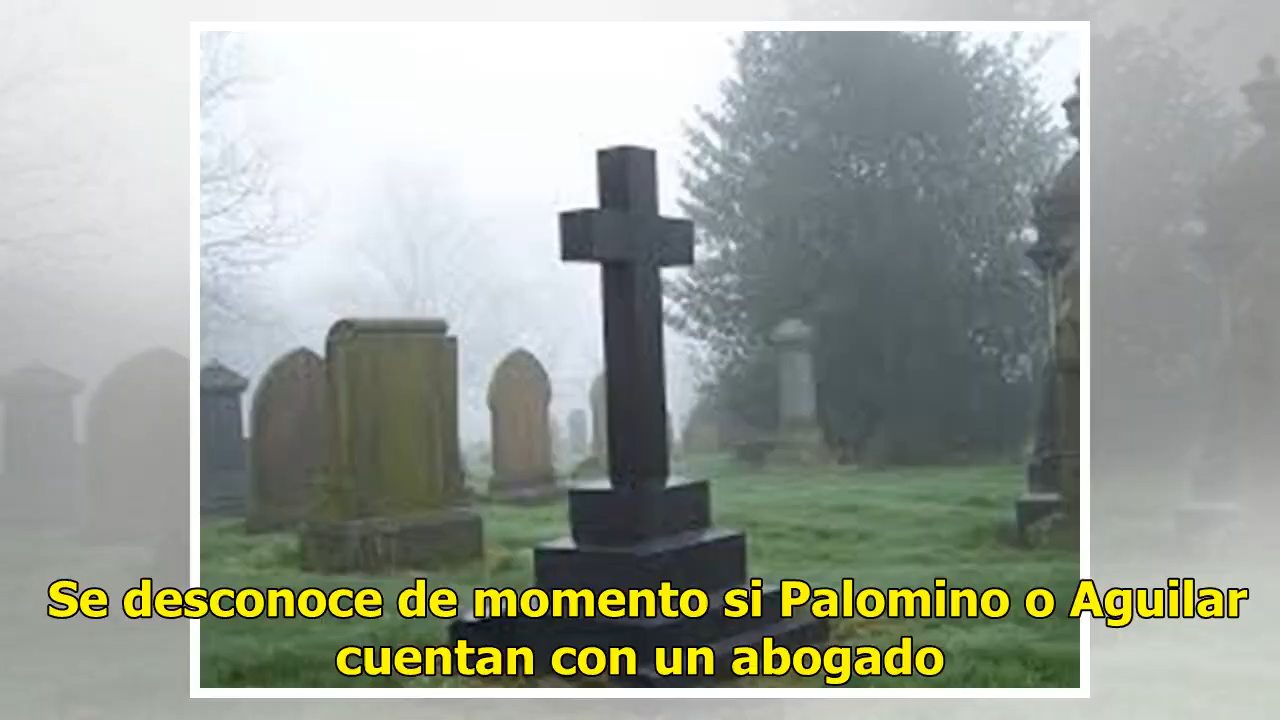 Se desconoce de momento si Palomino o Aguilar
cuentan con un abogado